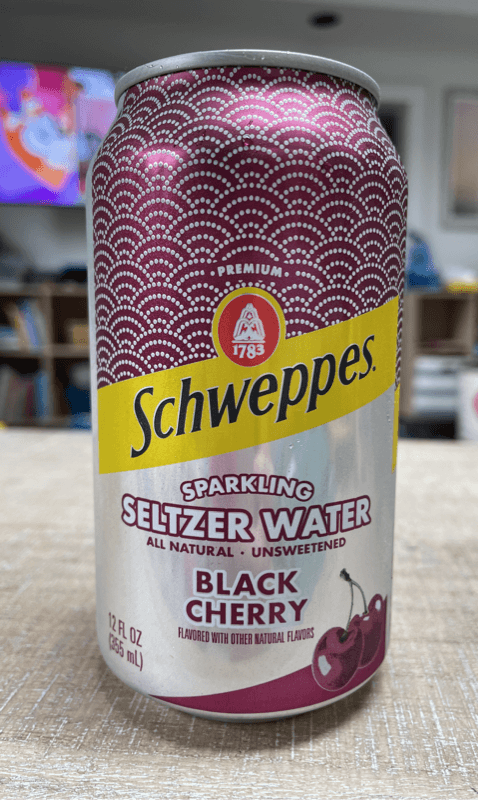 PREMIUM
1783
Schweppes.
SPARKLING
SELTZER WATER
ALL NATURAL · UNSWEETENED
BLACK
CHERRY
FLAVORED WITH OTHER NATURAL FLAVORS
12 FL OZ
(355 mL)